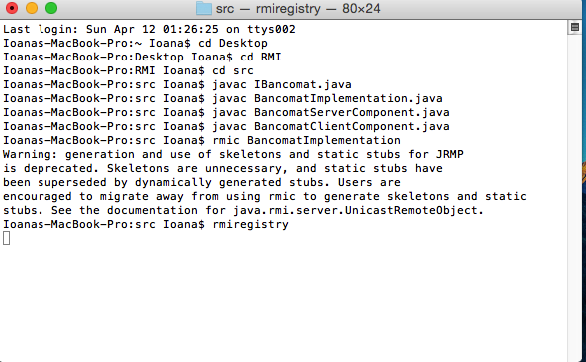 src — rmiregistry — 80×24
Last login: Sun Apr 12 01:26:25 on ttys002
Ioanas-MacBook-Pro:~ Ioana$ cd Desktop
Ioanas-MacBook-Pro:Desktop Ioana$ cd RMI
Ioanas-MacBook-Pro:RMI Ioana$ cd src
Ioanas-MacBook-Pro:src Ioana$ javac IBancomat.java
Ioanas-MacBook-Pro:src Ioana$ javac BancomatImplementation.java
Ioanas-MacBook-Pro:src Ioana$ javac BancomatServerComponent.java
Ioanas-MacBook-Pro:src Ioana$ javac BancomatClientComponent.java
Ioanas-MacBook-Pro:src Ioana$ rmic BancomatImplementation
Warning: generation and use of skeletons and static stubs for JRMP
is deprecated. Skeletons are unnecessary, and static stubs have
been superseded by dynamically generated stubs. Users are
encouraged to migrate away from using rmic to generate skeletons and static
stubs. See the documentation for java.rmi.server.UnicastRemoteObject.
Ioanas-MacBook-Pro:src Ioana$ rmiregistry